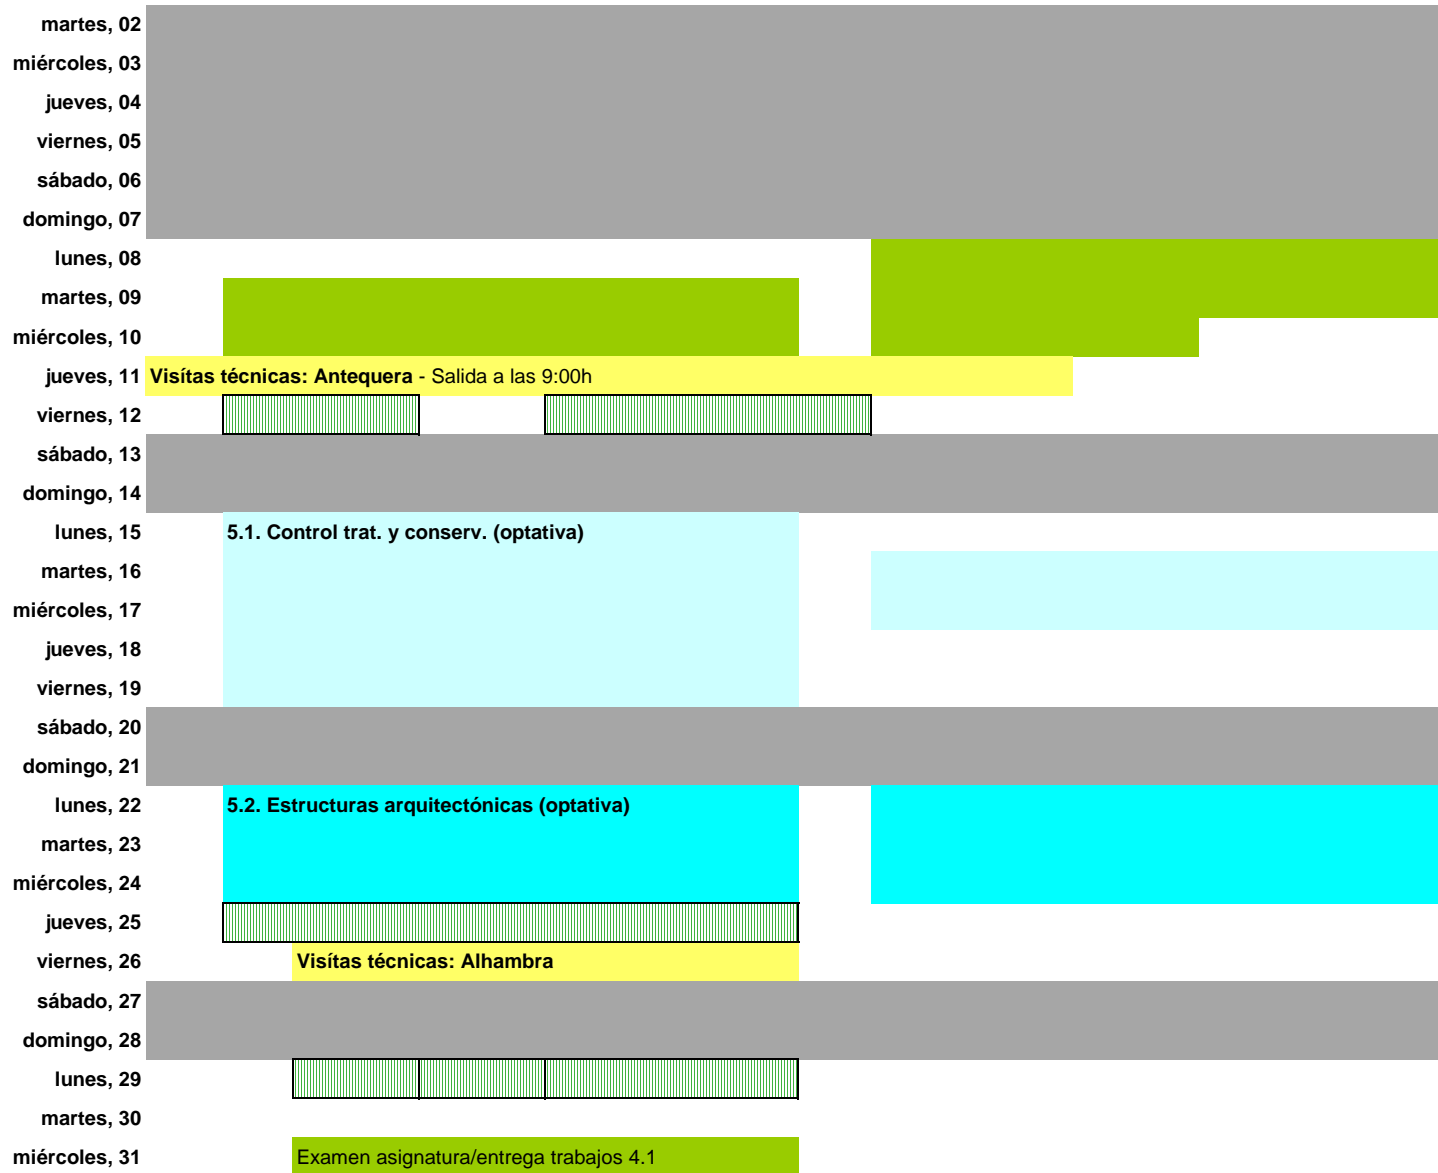 martes, 02
miércoles, 03
jueves, 04
viernes, 05
sábado, 06
domingo, 07
lunes, 08
martes, 09
miércoles, 10
jueves, 11 Visítas técnicas: Antequera - Salida a las 9:00h
viernes, 12
sábado, 13
domingo, 14
lunes, 15 5.1. Control trat. y conserv. (optativa)
martes, 16
miércoles, 17
jueves, 18
viernes, 19
sábado, 20
domingo, 21
lunes, 22 5.2. Estructuras arquitectónicas (optativa)
martes, 23
miércoles, 24
jueves, 25
viernes, 26 Visítas técnicas: Alhambra
sábado, 27
domingo, 28
lunes, 29
martes, 30
miércoles, 31 Examen asignatura/entrega trabajos 4.1